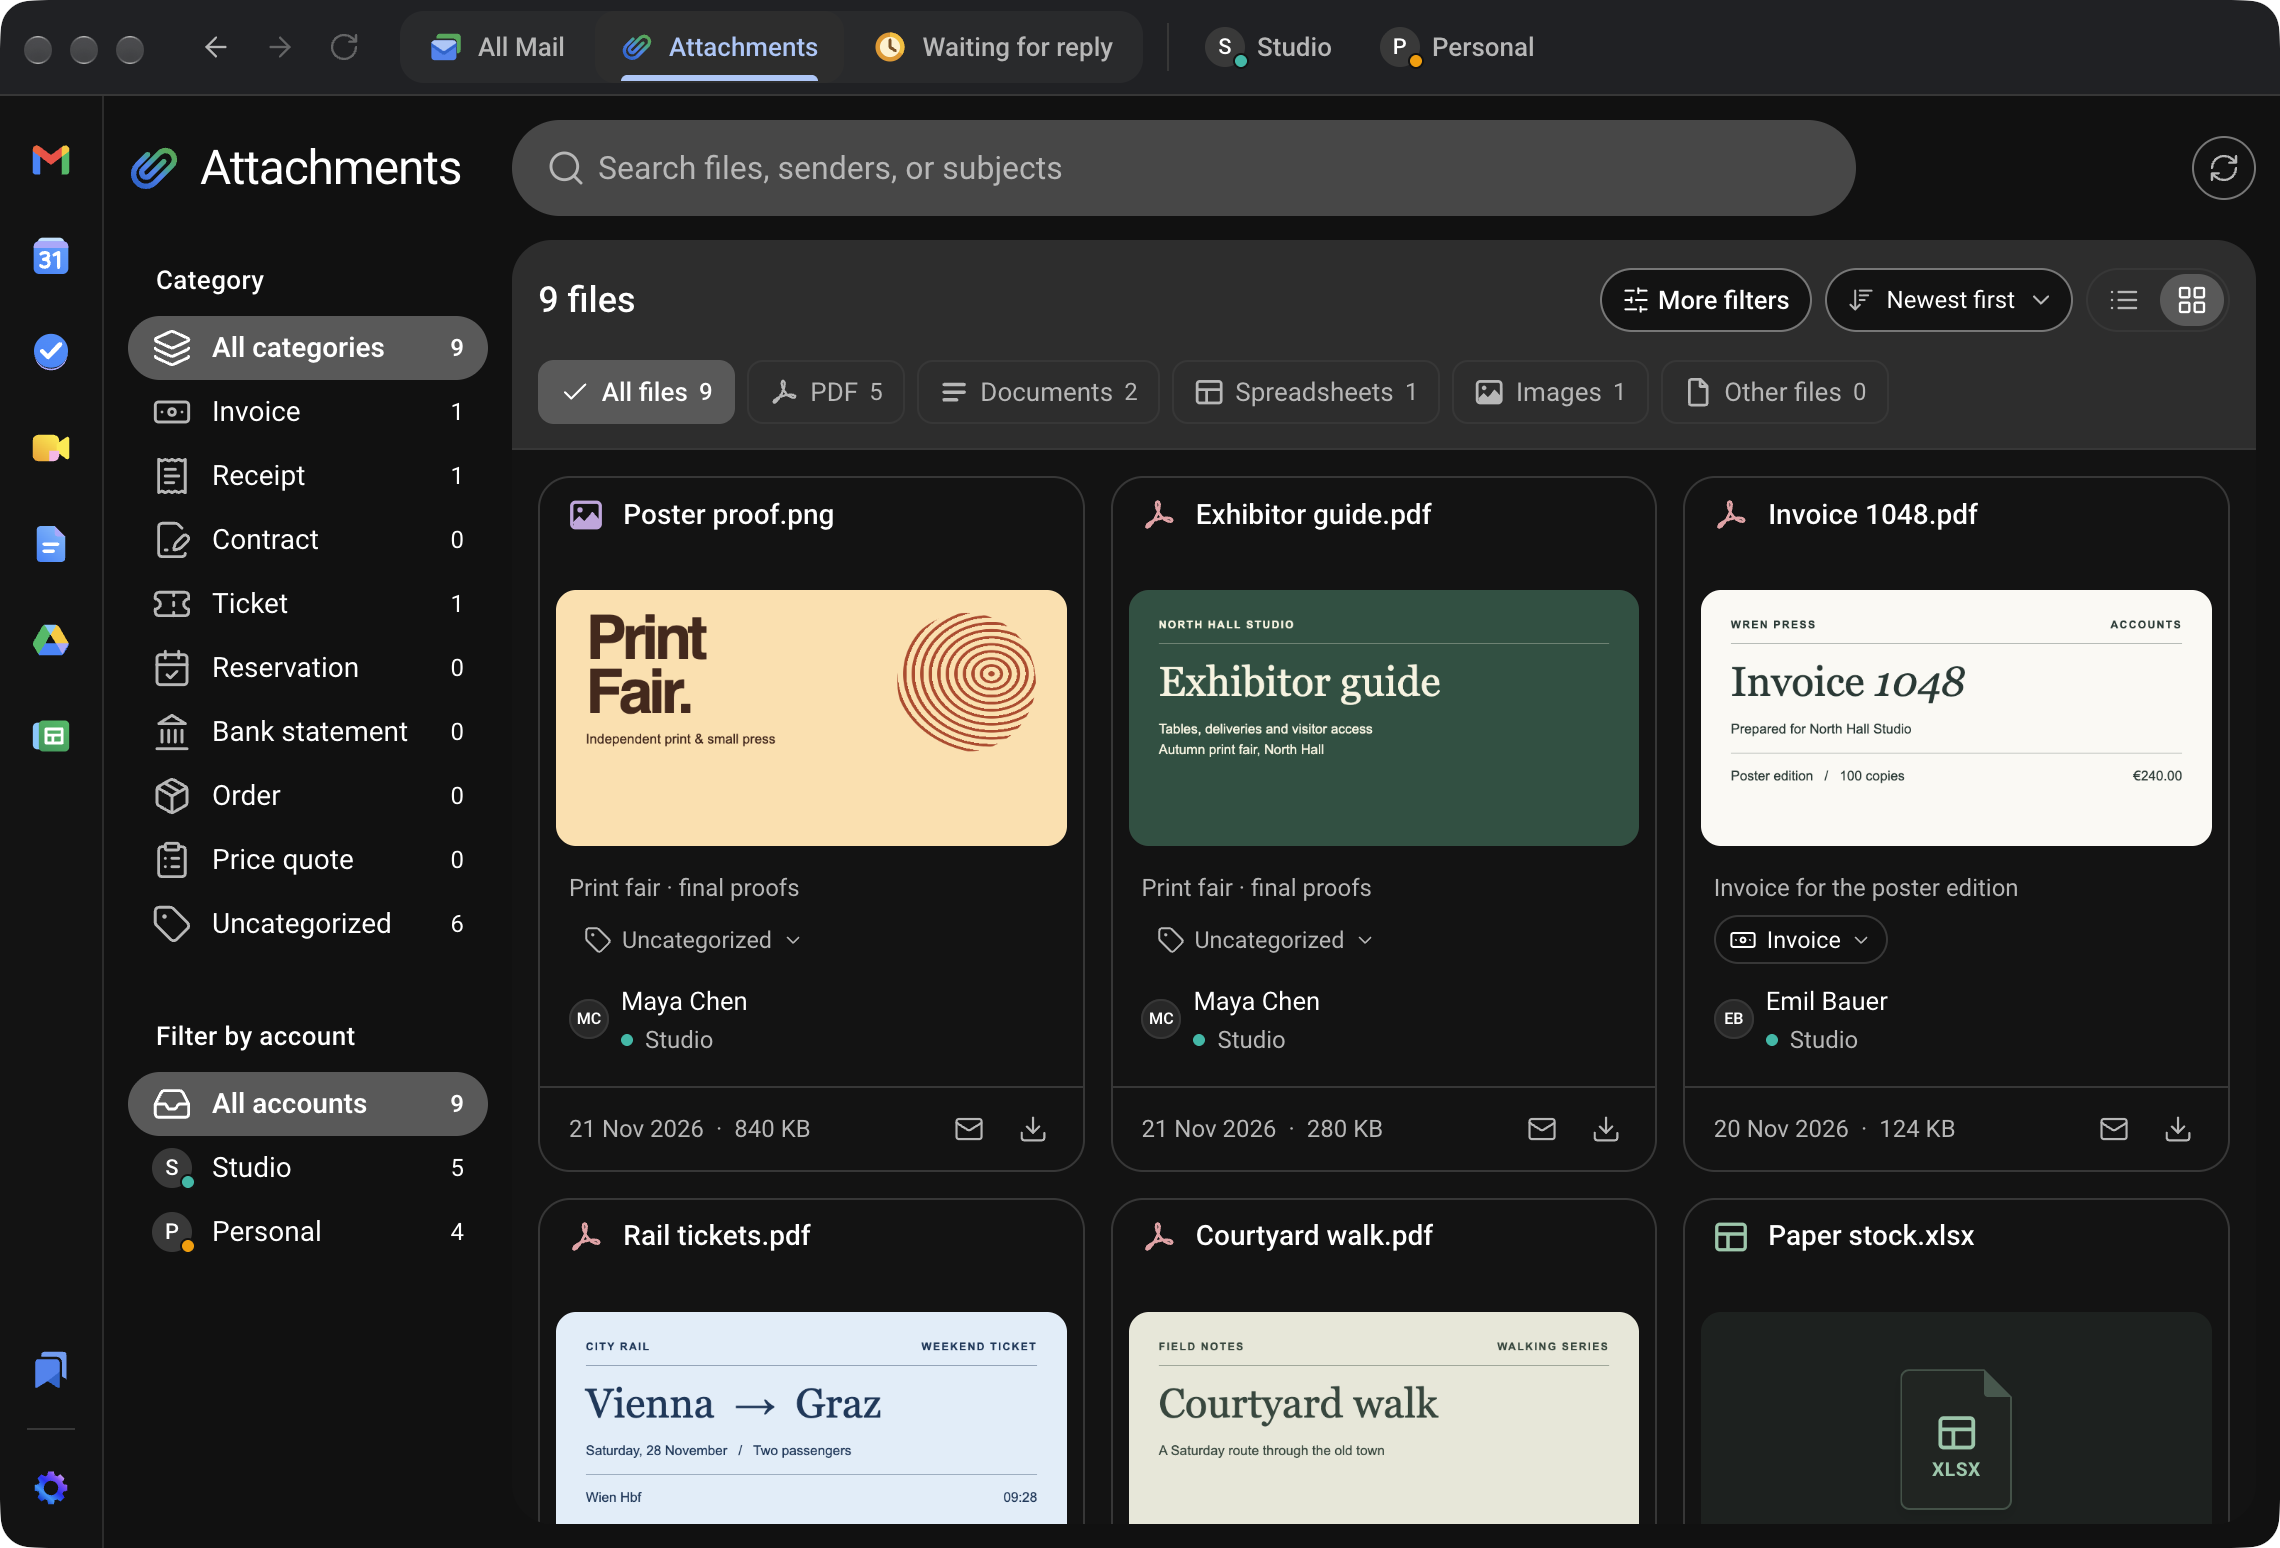 All Mail
Attachments
Waiting for reply
S
Studio
P
Personal
31
Attachments
Search files, senders, or subjects
Category
All categories 9
Invoice 1
Receipt 1
Contract 0
Ticket 1
Reservation 0
Bank statement 0
Order 0
Price quote 0
Uncategorized 6
Filter by account
All accounts 9
S Studio 5
P Personal 4
9 files
More filters
Newest first
All files 9
PDF 5
Documents 2
Spreadsheets 1
Images 1
Other files 0
Poster proof.png
Print
Fair.
Independent print & small press
Print fair · final proofs
Uncategorized
MC
Maya Chen
Studio
21 Nov 2026 · 840 KB
Exhibitor guide.pdf
NORTH HALL STUDIO
Exhibitor guide
Tables, deliveries and visitor access
Autumn print fair, North Hall
Print fair · final proofs
Uncategorized
MC
Maya Chen
Studio
21 Nov 2026 · 280 KB
Invoice 1048.pdf
WREN PRESS ACCOUNTS
Invoice 1048
Prepared for North Hall Studio
Poster edition / 100 copies €240.00
Invoice for the poster edition
Invoice
EB
Emil Bauer
Studio
20 Nov 2026 · 124 KB
Rail tickets.pdf
CITY RAIL WEEKEND TICKET
Vienna → Graz
Saturday, 28 November / Two passengers
Wien Hbf 09:28
Courtyard walk.pdf
FIELD NOTES WALKING SERIES
Courtyard walk
A Saturday route through the old town
Paper stock.xlsx
XLSX